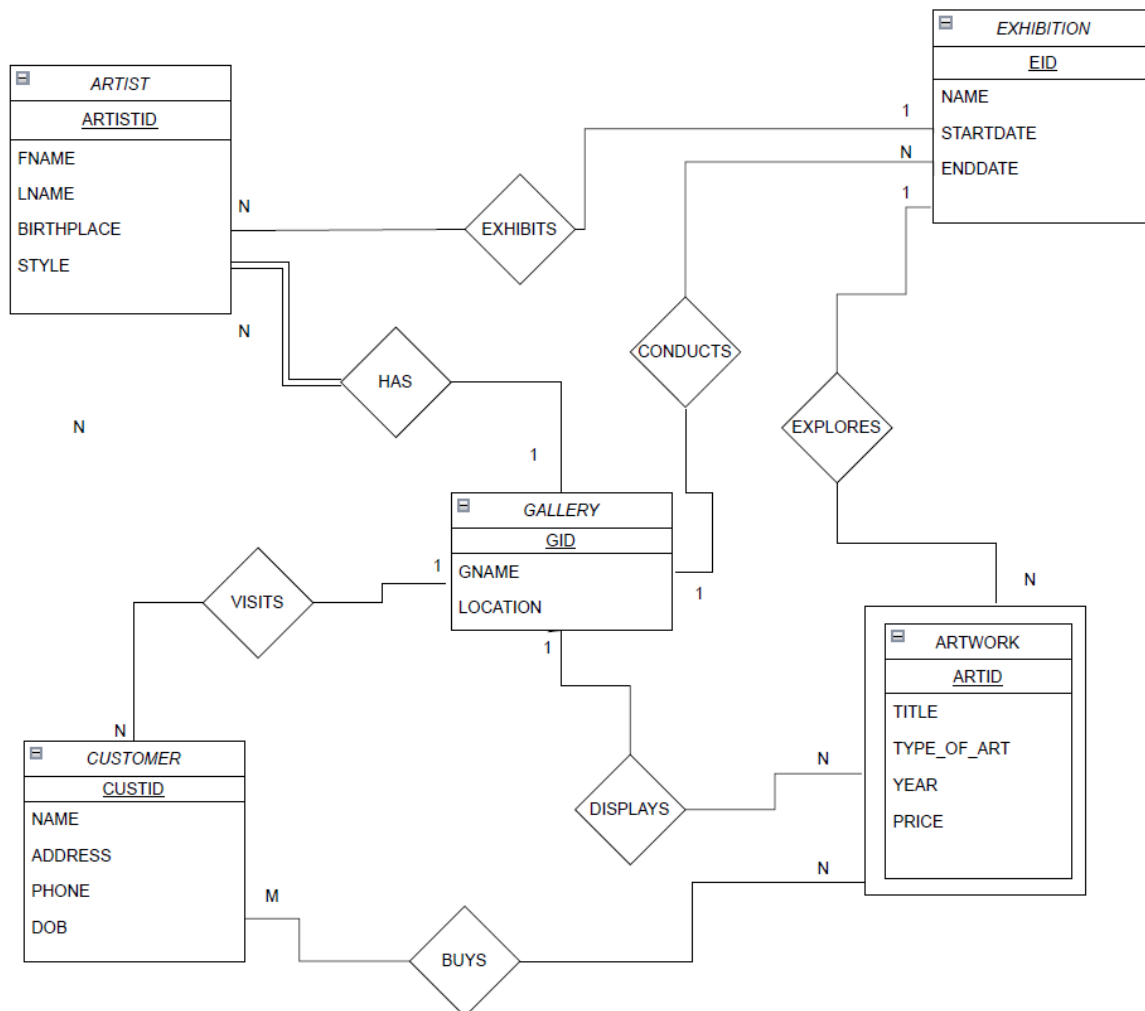 EXHIBITION
EID
NAME
STARTDATE
ENDDATE
1
N
1
ARTIST
ARTISTID
FNAME
LNAME
BIRTHPLACE
STYLE
N
EXHIBITS
N
HAS
CONDUCTS
EXPLORES
N
1
GALLERY
GID
GNAME
LOCATION
1
1
1
VISITS
N
N
ARTWORK
ARTID
TITLE
TYPE_OF_ART
YEAR
PRICE
CUSTOMER
CUSTID
NAME
ADDRESS
PHONE
DOB
DISPLAYS
N
N
M
BUYS